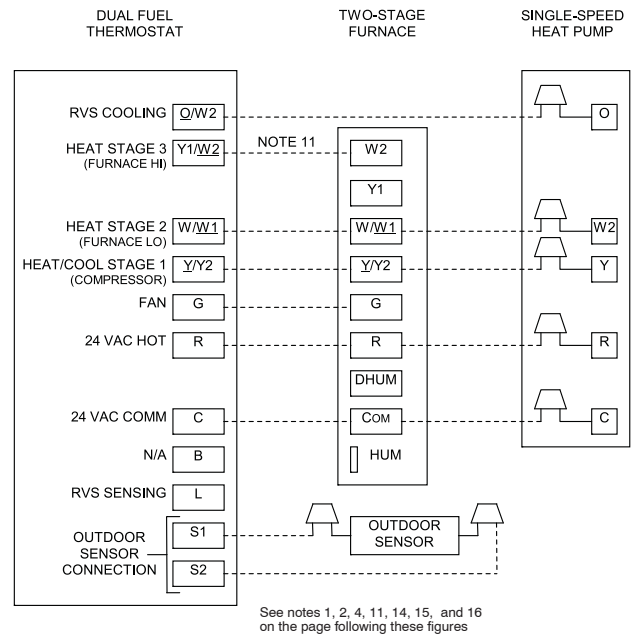 DUAL FUEL
THERMOSTAT
TWO-STAGE
FURNACE
SINGLE-SPEED
HEAT PUMP
RVS COOLING
O/W2
O
HEAT STAGE 3
(FURNACE HI)
Y1/W2
NOTE 11
W2
Y1
HEAT STAGE 2
(FURNACE LO)
W/W1
W/W1
W2
HEAT/COOL STAGE 1
(COMPRESSOR)
Y/Y2
Y/Y2
Y
FAN
G
G
24 VAC HOT
R
R
R
DHUM
24 VAC COMM
C
COM
C
N/A
B
HUM
RVS SENSING
L
OUTDOOR
SENSOR
CONNECTION
S1
S2
OUTDOOR
SENSOR
See notes 1, 2, 4, 11, 14, 15, and 16
on the page following these figures